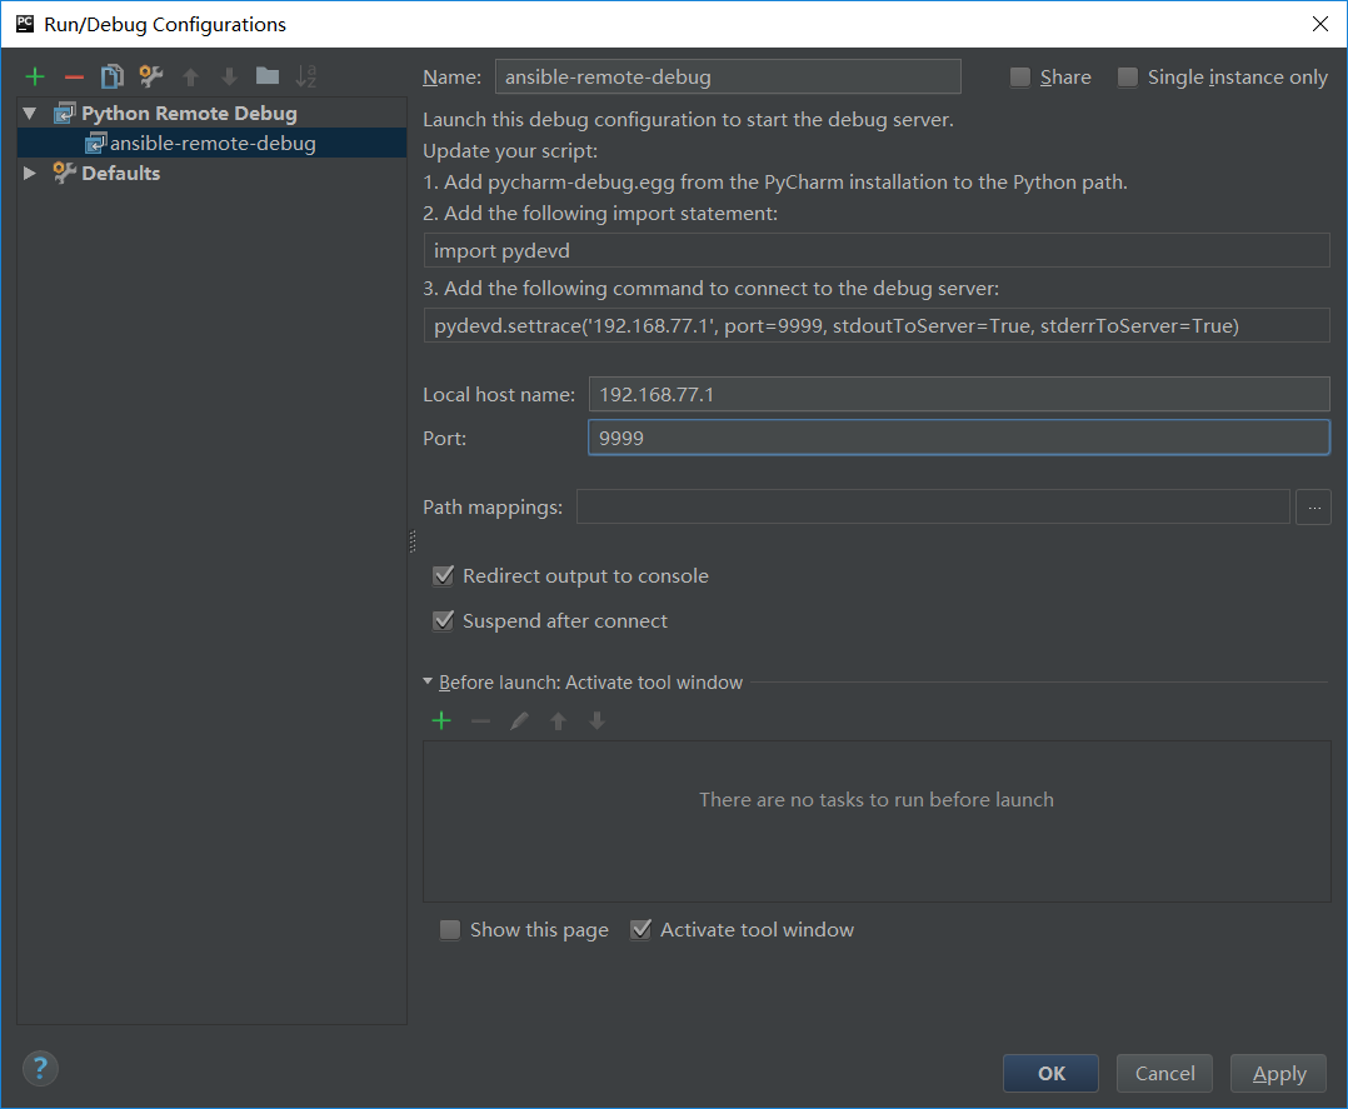 PC Run/Debug Configurations
Name: ansible-remote-debug Share Single instance only
Python Remote Debug
ansible-remote-debug
Defaults
Launch this debug configuration to start the debug server.
Update your script:
1. Add pycharm-debug.egg from the PyCharm installation to the Python path.
2. Add the following import statement:
import pydevd
3. Add the following command to connect to the debug server:
pydevd.settrace('192.168.77.1', port=9999, stdoutToServer=True, stderrToServer=True)
Local host name: 192.168.77.1
Port: 9999
Path mappings: ...
Redirect output to console
Suspend after connect
Before launch: Activate tool window
There are no tasks to run before launch
Show this page Activate tool window
? OK Cancel Apply